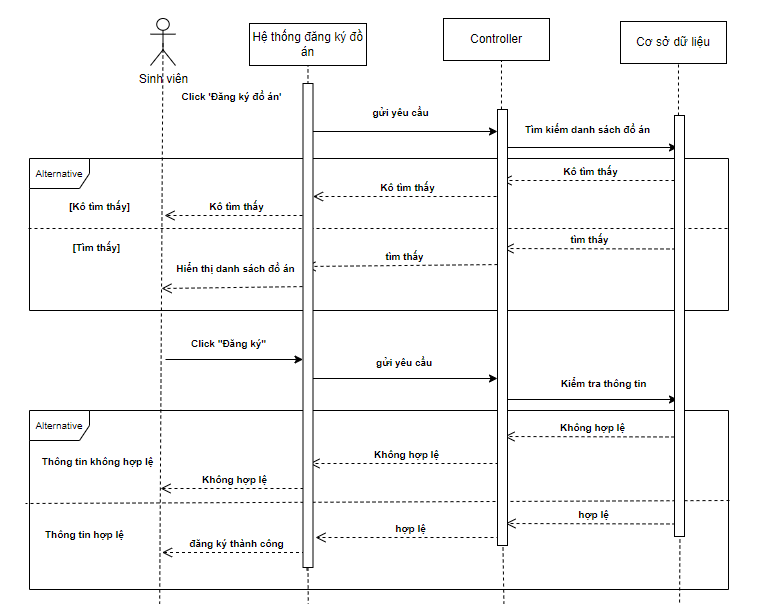 Hệ thống đăng ký đồ
án
Controller
Cơ sở dữ liệu
Sinh viên
Click 'Đăng ký đồ án'
gửi yêu cầu
Tìm kiếm danh sách đồ án
Alternative
Kô tìm thấy
Kô tìm thấy
[Kô tìm thấy]
Kô tìm thấy
[Tìm thấy]
tìm thấy
tìm thấy
Hiển thị danh sách đồ án
Click "Đăng ký"
gửi yêu cầu
Kiểm tra thông tin
Alternative
Không hợp lệ
Không hợp lệ
Thông tin không hợp lệ
Không hợp lệ
hợp lệ
hợp lệ
Thông tin hợp lệ
đăng ký thành công